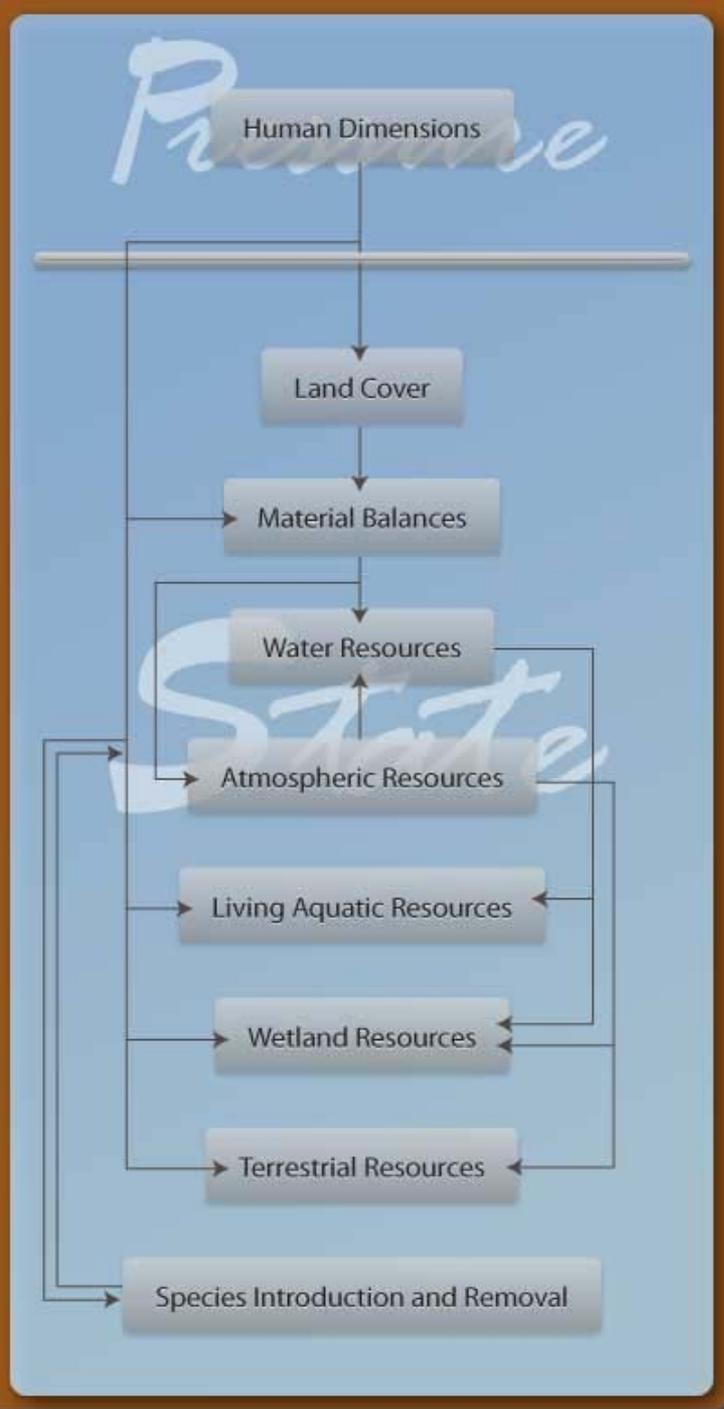 Pressure
Human Dimensions
Land Cover
Material Balances
Water Resources
State
Atmospheric Resources
Living Aquatic Resources
Wetland Resources
Terrestrial Resources
Species Introduction and Removal